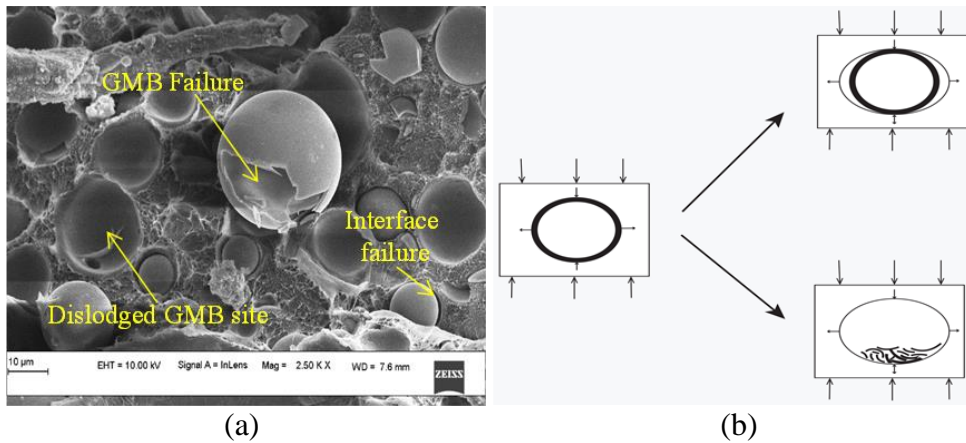 GMB Failure
Interface
failure
Dislodged GMB site
10 µm
EHT = 10.00 kV Signal A = InLens Mag = 2.50 K X WD = 7.6 mm
ZEISS
(a)
(b)